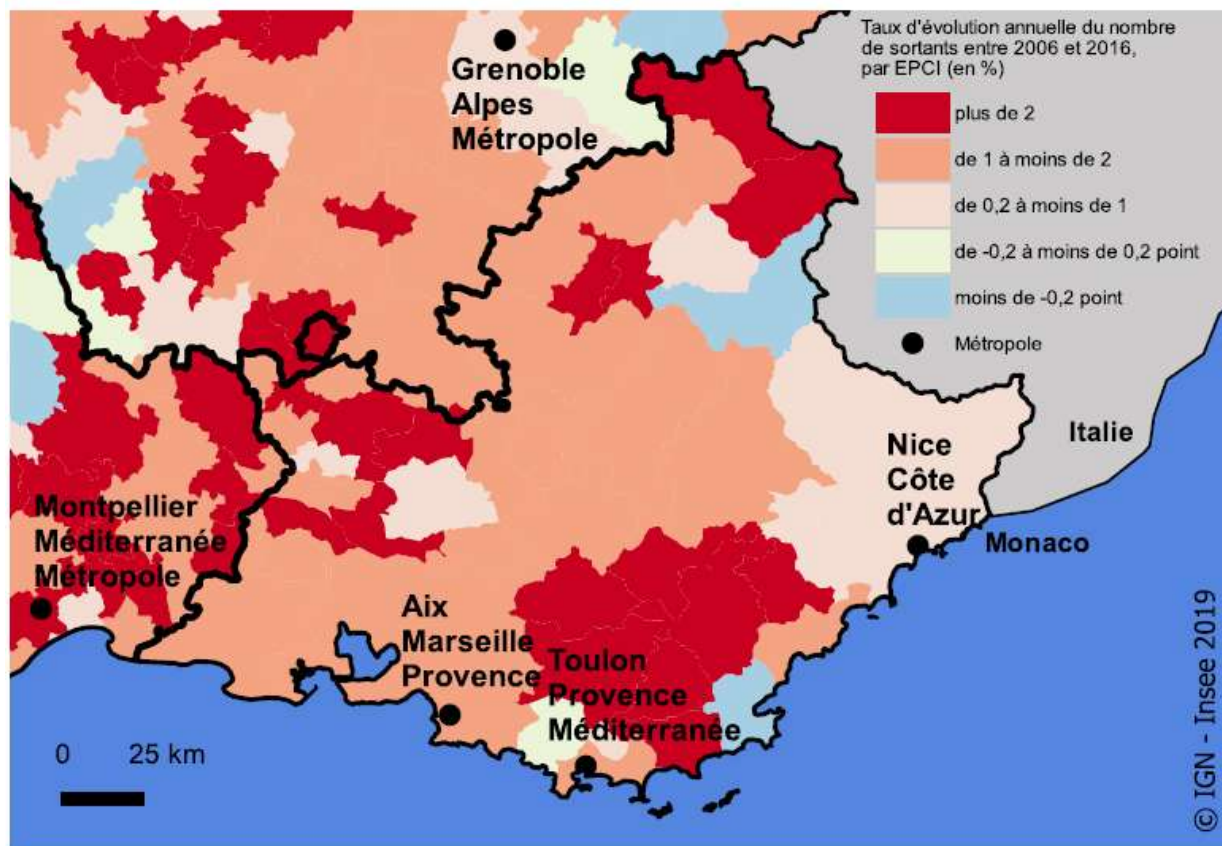 Taux d'évolution annuelle du nombre
de sortants entre 2006 et 2016,
par EPCI (en %)
plus de 2
de 1 à moins de 2
de 0,2 à moins de 1
de -0,2 à moins de 0,2 point
moins de -0,2 point
Métropole
Grenoble
Alpes
Métropole
Italie
Nice
Côte
d'Azur
Monaco
Montpellier
Méditerranée
Métropole
Aix
Marseille
Provence
Toulon
Provence
Méditerranée
0 25 km
© IGN - Insee 2019